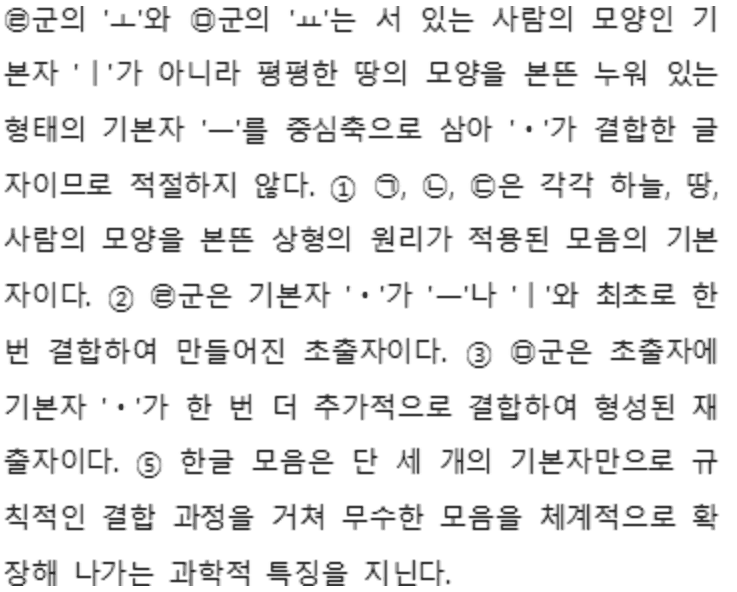 ㉣군의 'ㅗ'와 ㉤군의 'ㅛ'는 서 있는 사람의 모양인 기
본자 'ㅣ'가 아니라 평평한 땅의 모양을 본뜬 누워 있는
형태의 기본자 'ㅡ'를 중심축으로 삼아 'ㆍ'가 결합한 글
자이므로 적절하지 않다. ① ㉠, ㉡, ㉢은 각각 하늘, 땅,
사람의 모양을 본뜬 상형의 원리가 적용된 모음의 기본
자이다. ② ㉣군은 기본자 'ㆍ'가 'ㅡ'나 'ㅣ'와 최초로 한
번 결합하여 만들어진 초출자이다. ③ ㉤군은 초출자에
기본자 'ㆍ'가 한 번 더 추가적으로 결합하여 형성된 재
출자이다. ⑤ 한글 모음은 단 세 개의 기본자만으로 규
칙적인 결합 과정을 거쳐 무수한 모음을 체계적으로 확
장해 나가는 과학적 특징을 지닌다.